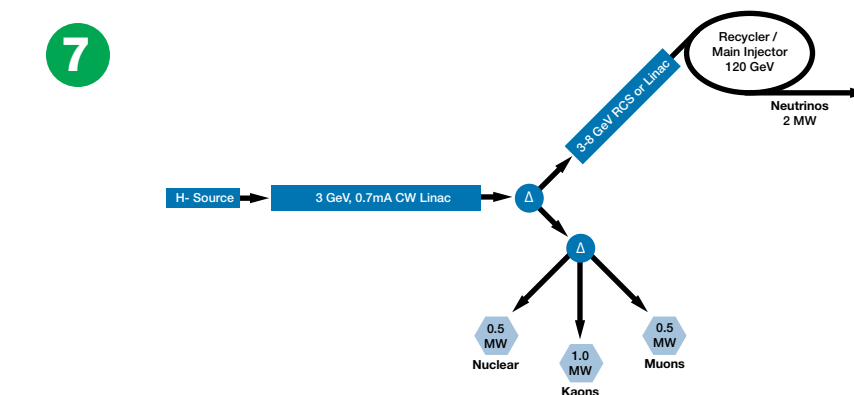 7
Recycler /
Main Injector
120 GeV
Neutrinos
2 MW
3-8 GeV RCS or Linac
H- Source
3 GeV, 0.7mA CW Linac
Δ
Δ
0.5
MW
Nuclear
1.0
MW
Kaons
0.5
MW
Muons